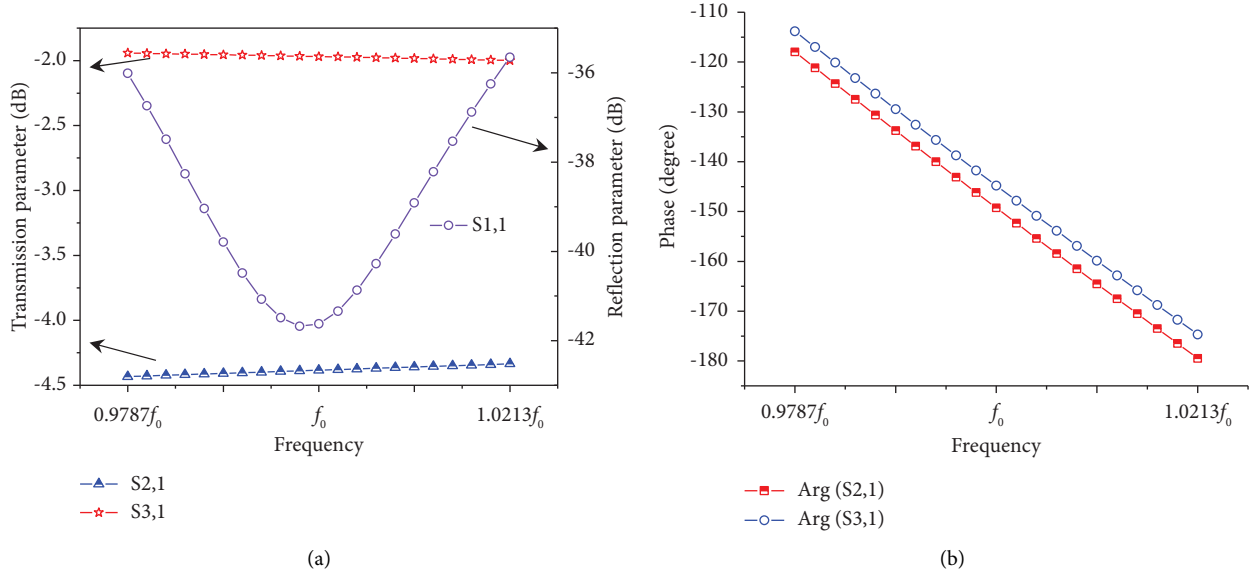 -2.0
-2.5
-3.0
-3.5
-4.0
-4.5
Transmission parameter (dB)
-36
-38
-40
-42
Reflection parameter (dB)
S1,1
0.9787f₀
f₀
1.0213f₀
Frequency
S2,1
S3,1
(a)
-110
-120
-130
-140
-150
-160
-170
-180
Phase (degree)
0.9787f₀
f₀
1.0213f₀
Frequency
Arg (S2,1)
Arg (S3,1)
(b)